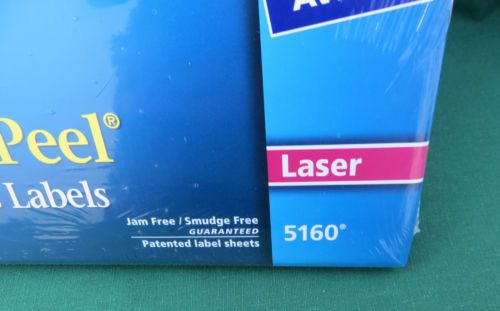 Peel®
Labels
Jam Free / Smudge Free
GUARANTEED
Patented label sheets
Laser
5160®